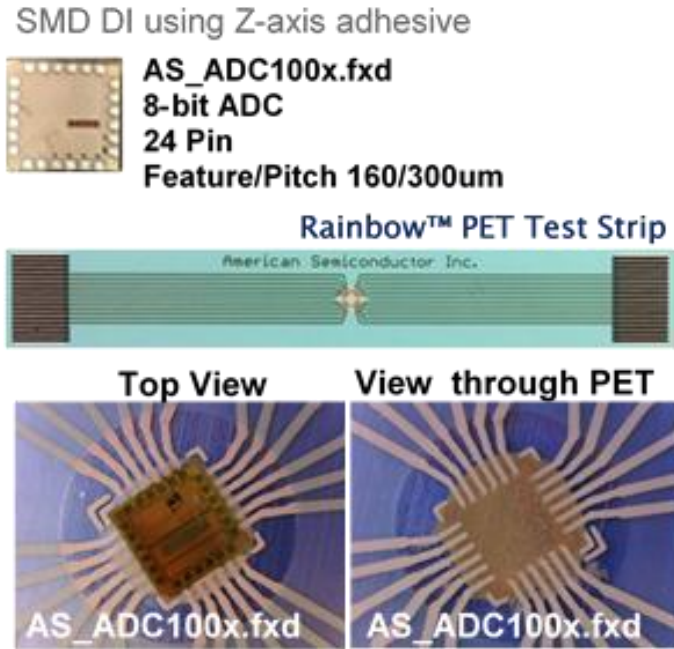 SMD DI using Z-axis adhesive
AS_ADC100x.fxd
8-bit ADC
24 Pin
Feature/Pitch 160/300um
Rainbow™ PET Test Strip
American Semiconductor Inc.
Top View
View through PET
AS_ADC100x.fxd
AS_ADC100x.fxd